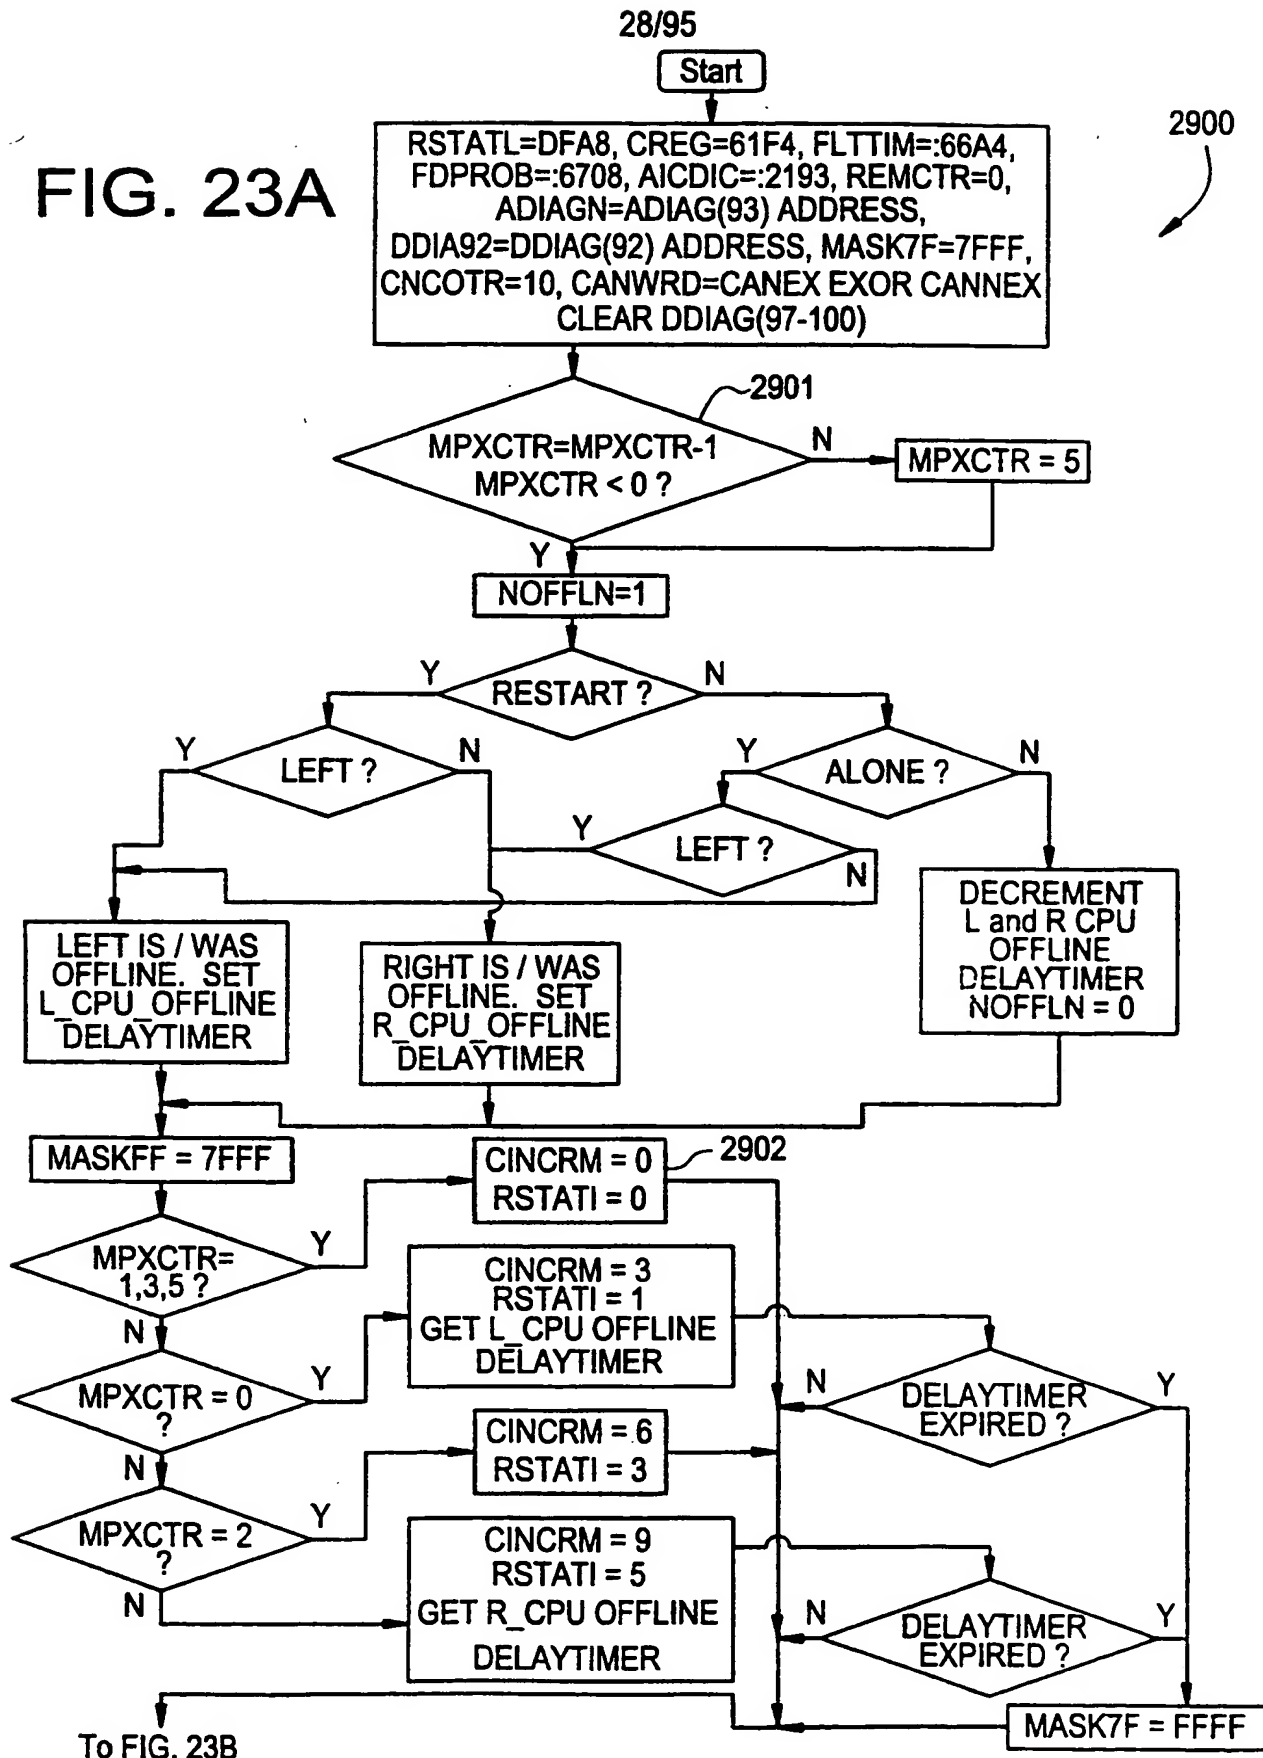 28/95
Start
2900
FIG. 23A
RSTATL=DFA8, CREG=61F4, FLTTIM=:66A4,
FDPROB=:6708, AICDIC=:2193, REMCTR=0,
ADIAGN=ADIAG(93) ADDRESS,
DDIA92=DDIAG(92) ADDRESS, MASK7F=7FFF,
CNCOTR=10, CANWRD=CANEX EXOR CANNEX
CLEAR DDIAG(97-100)
2901
MPXCTR=MPXCTR-1
MPXCTR < 0 ?
N
MPXCTR = 5
Y
NOFFLN=1
Y
RESTART ?
N
Y
LEFT ?
N
Y
ALONE ?
N
Y
LEFT ?
N
LEFT IS / WAS
OFFLINE. SET
L_CPU_OFFLINE
DELAYTIMER
RIGHT IS / WAS
OFFLINE. SET
R_CPU_OFFLINE
DELAYTIMER
DECREMENT
L and R CPU
OFFLINE
DELAYTIMER
NOFFLN = 0
MASKFF = 7FFF
CINCRM = 0
RSTATI = 0
2902
MPXCTR=
1,3,5 ?
Y
N
CINCRM = 3
RSTATI = 1
GET L_CPU OFFLINE
DELAYTIMER
MPXCTR = 0
?
Y
N
N
DELAYTIMER
EXPIRED ?
Y
CINCRM = 6
RSTATI = 3
MPXCTR = 2
?
Y
N
CINCRM = 9
RSTATI = 5
GET R_CPU OFFLINE
DELAYTIMER
N
DELAYTIMER
EXPIRED ?
Y
MASK7F = FFFF
To FIG. 23B